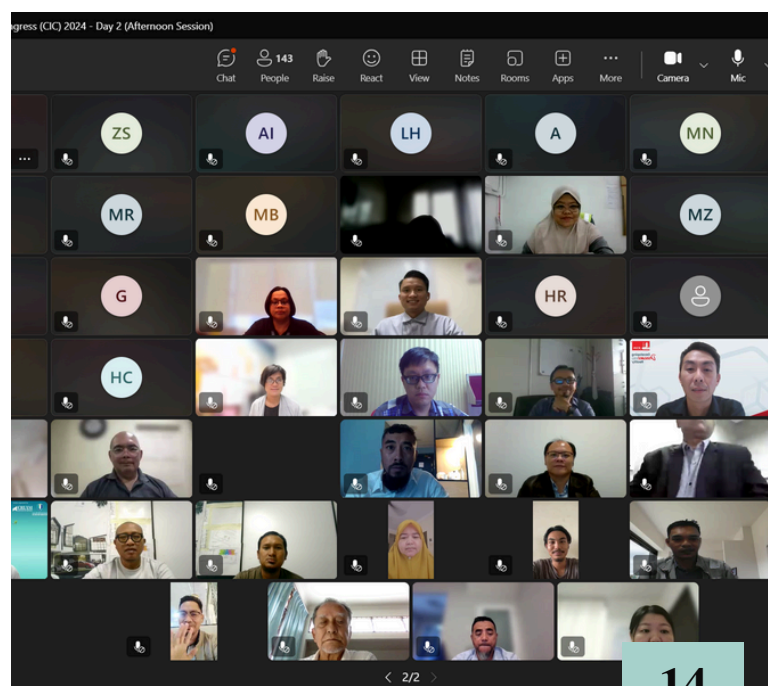 ngress (CIC) 2024 - Day 2 (Afternoon Session)
143
Chat People Raise React View Notes Rooms Apps More Camera Mic
ZS AI LH A MN
MR MB MZ
G HR
HC
2/2
14